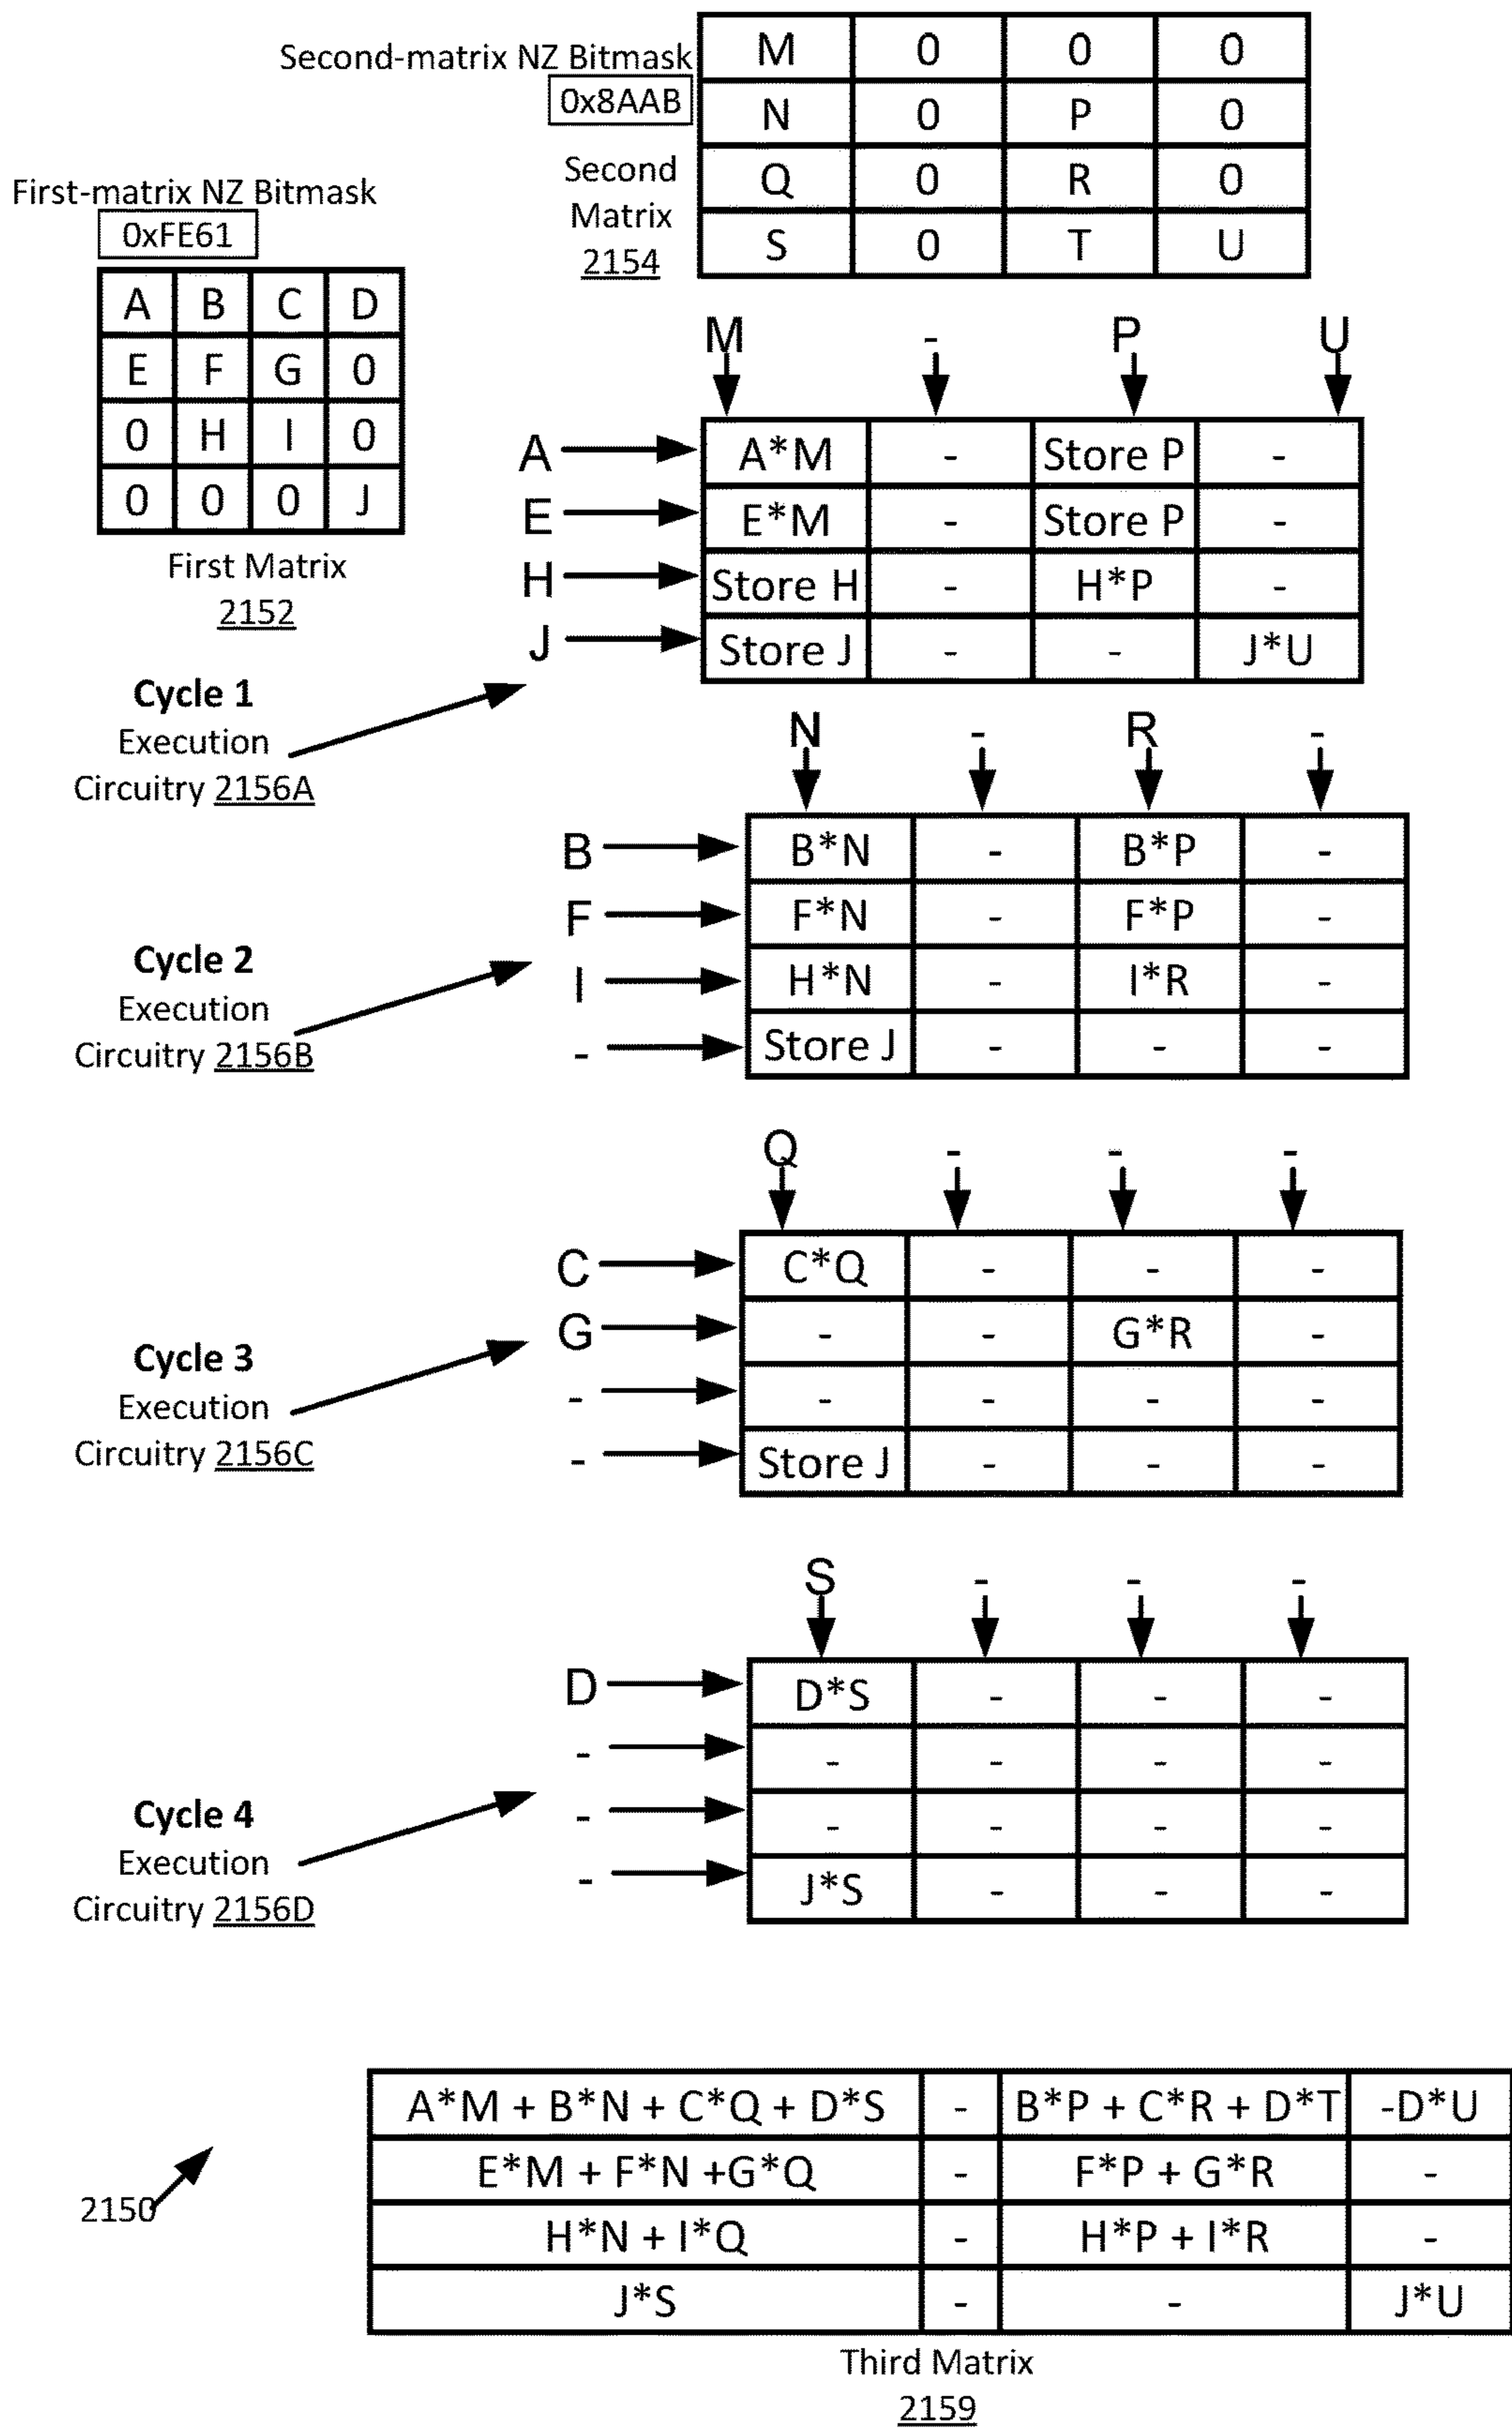 Second-matrix NZ Bitmask
0x8AAB
M 0 0 0
N 0 P 0
Q 0 R 0
S 0 T U
Second
Matrix
2154
First-matrix NZ Bitmask
0xFE61
A B C D
E F G 0
0 H I 0
0 0 0 J
First Matrix
2152
M - P U
A A*M - Store P -
E E*M - Store P -
H Store H - H*P -
J Store J - - J*U
Cycle 1
Execution
Circuitry 2156A
N - R -
B B*N - B*P -
F F*N - F*P -
I H*N - I*R -
- Store J - - -
Cycle 2
Execution
Circuitry 2156B
Q - - -
C C*Q - - -
G - - G*R -
- - - - -
- Store J - - -
Cycle 3
Execution
Circuitry 2156C
S - - -
D D*S - - -
- - - - -
- - - - -
- J*S - - -
Cycle 4
Execution
Circuitry 2156D
A*M + B*N + C*Q + D*S - B*P + C*R + D*T -D*U
E*M + F*N +G*Q - F*P + G*R -
H*N + I*Q - H*P + I*R -
J*S - - J*U
2150
Third Matrix
2159